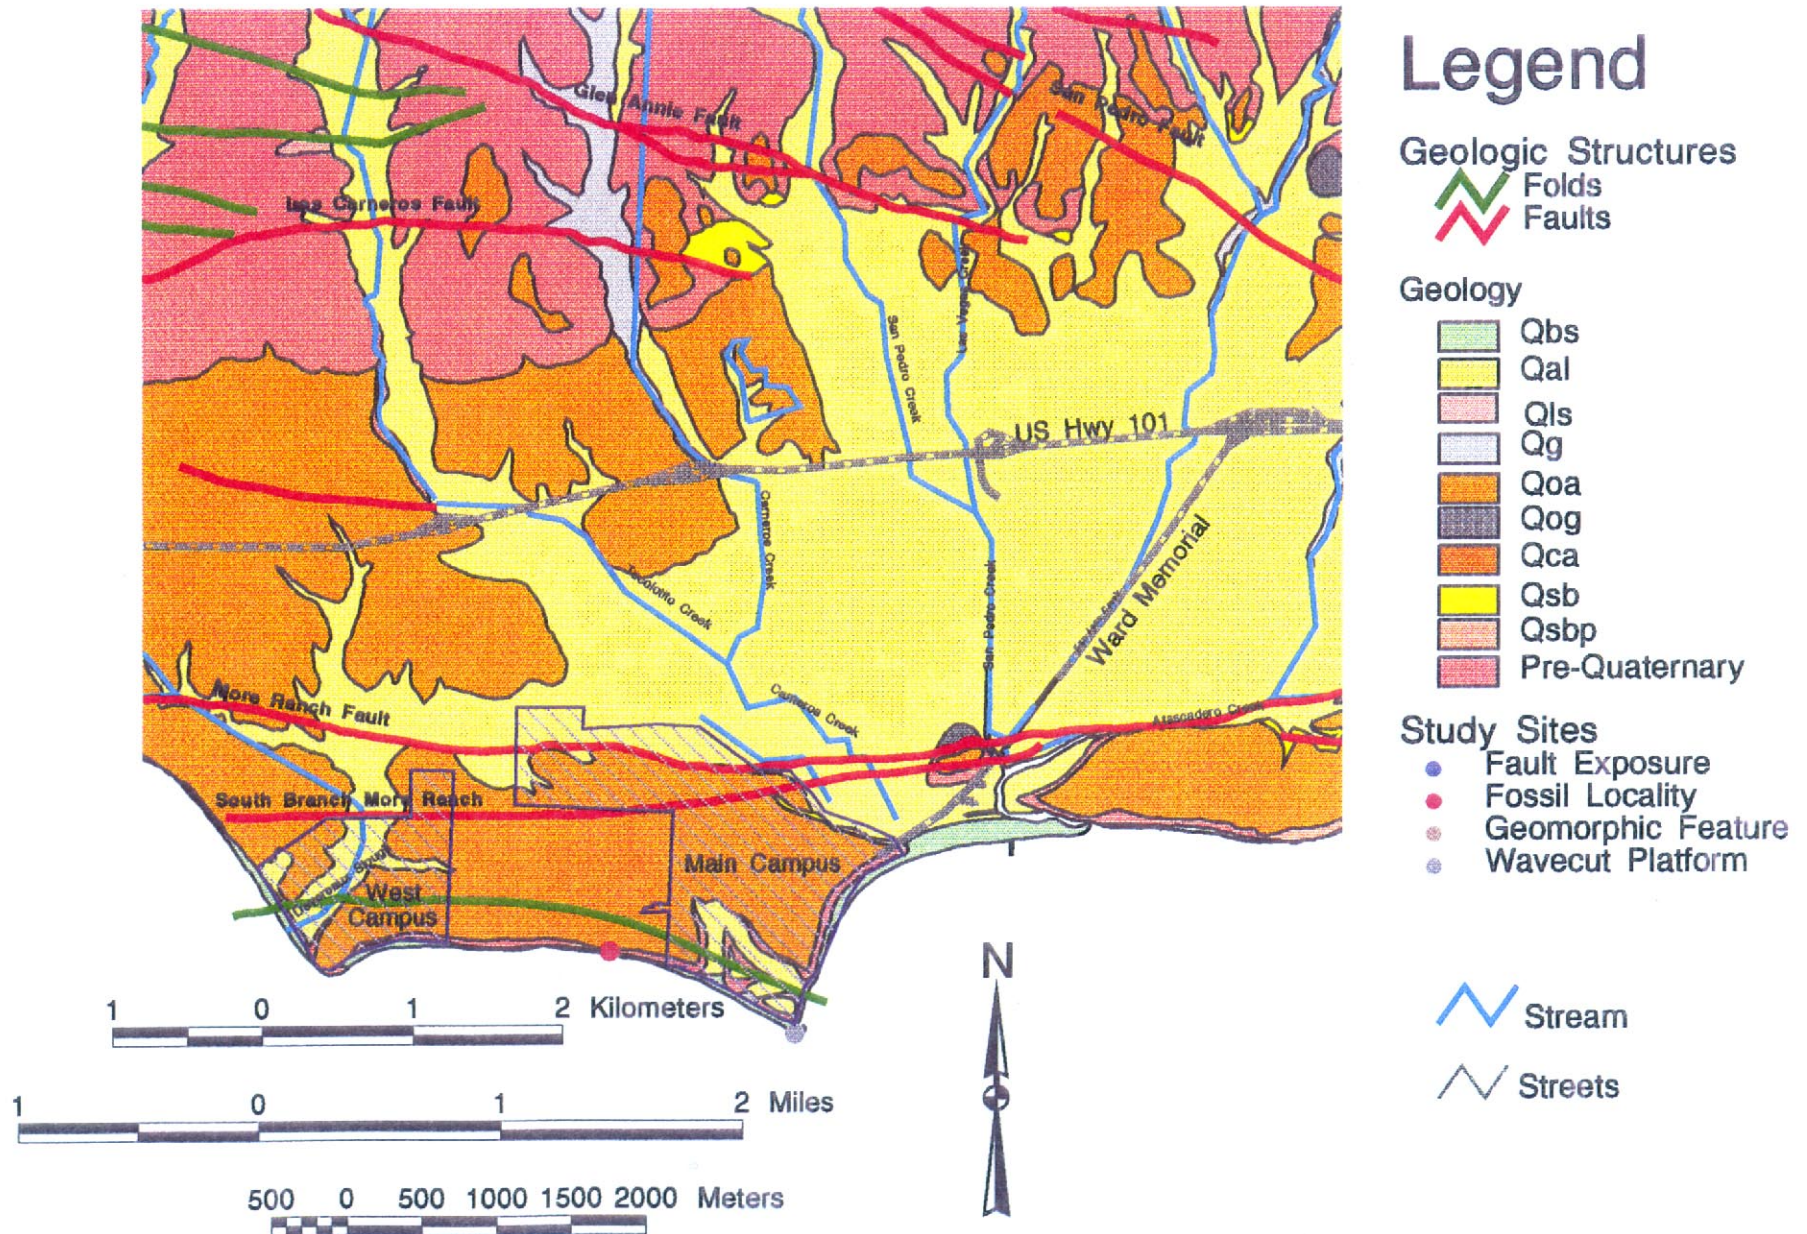 Legend
Geologic Structures
Folds
Faults
Geology
Qbs
Qal
Qls
Qg
Qoa
Qog
Qca
Qsb
Qsbp
Pre-Quaternary
Study Sites
Fault Exposure
Fossil Locality
Geomorphic Feature
Wavecut Platform
Stream
Streets
Glen Annie Fault
San Pedro Fault
Las Carneros Fault
Las Vegas Creek
San Pedro Creek
US Hwy 101
Carneros Creek
Tecolotito Creek
San Pedro Creek
Ward Memorial
More Ranch Fault
Carneros Creek
Atascadero Creek
South Branch More Ranch
Main Campus
Devereau Slough
West
Campus
N
1 0 1 2 Kilometers
1 0 1 2 Miles
500 0 500 1000 1500 2000 Meters